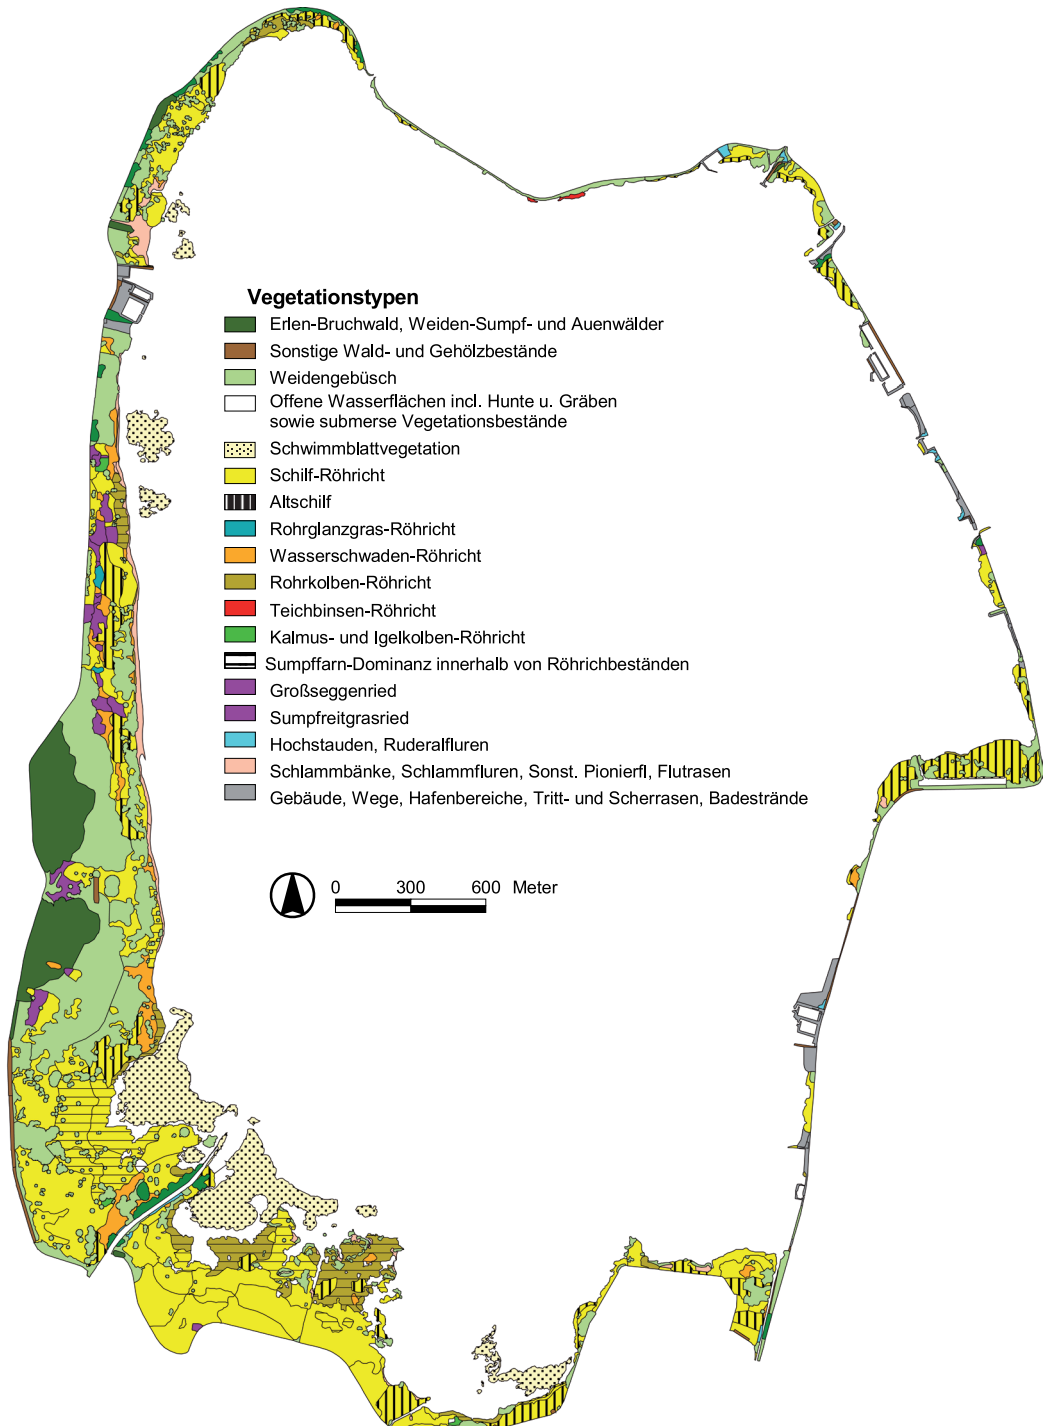 Vegetationstypen
Erlen-Bruchwald, Weiden-Sumpf- und Auenwälder
Sonstige Wald- und Gehölzbestände
Weidengebüsch
Offene Wasserflächen incl. Hunte u. Gräben
sowie submerse Vegetationsbestände
Schwimmblattvegetation
Schilf-Röhricht
Altschilf
Rohrglanzgras-Röhricht
Wasserschwaden-Röhricht
Rohrkolben-Röhricht
Teichbinsen-Röhricht
Kalmus- und Igelkolben-Röhricht
Sumpffarn-Dominanz innerhalb von Röhrichbeständen
Großseggenried
Sumpfreitgrasried
Hochstauden, Ruderalfluren
Schlammbänke, Schlammfluren, Sonst. Pionierfl, Flutrasen
Gebäude, Wege, Hafenbereiche, Tritt- und Scherrasen, Badestrände
0 300 600 Meter